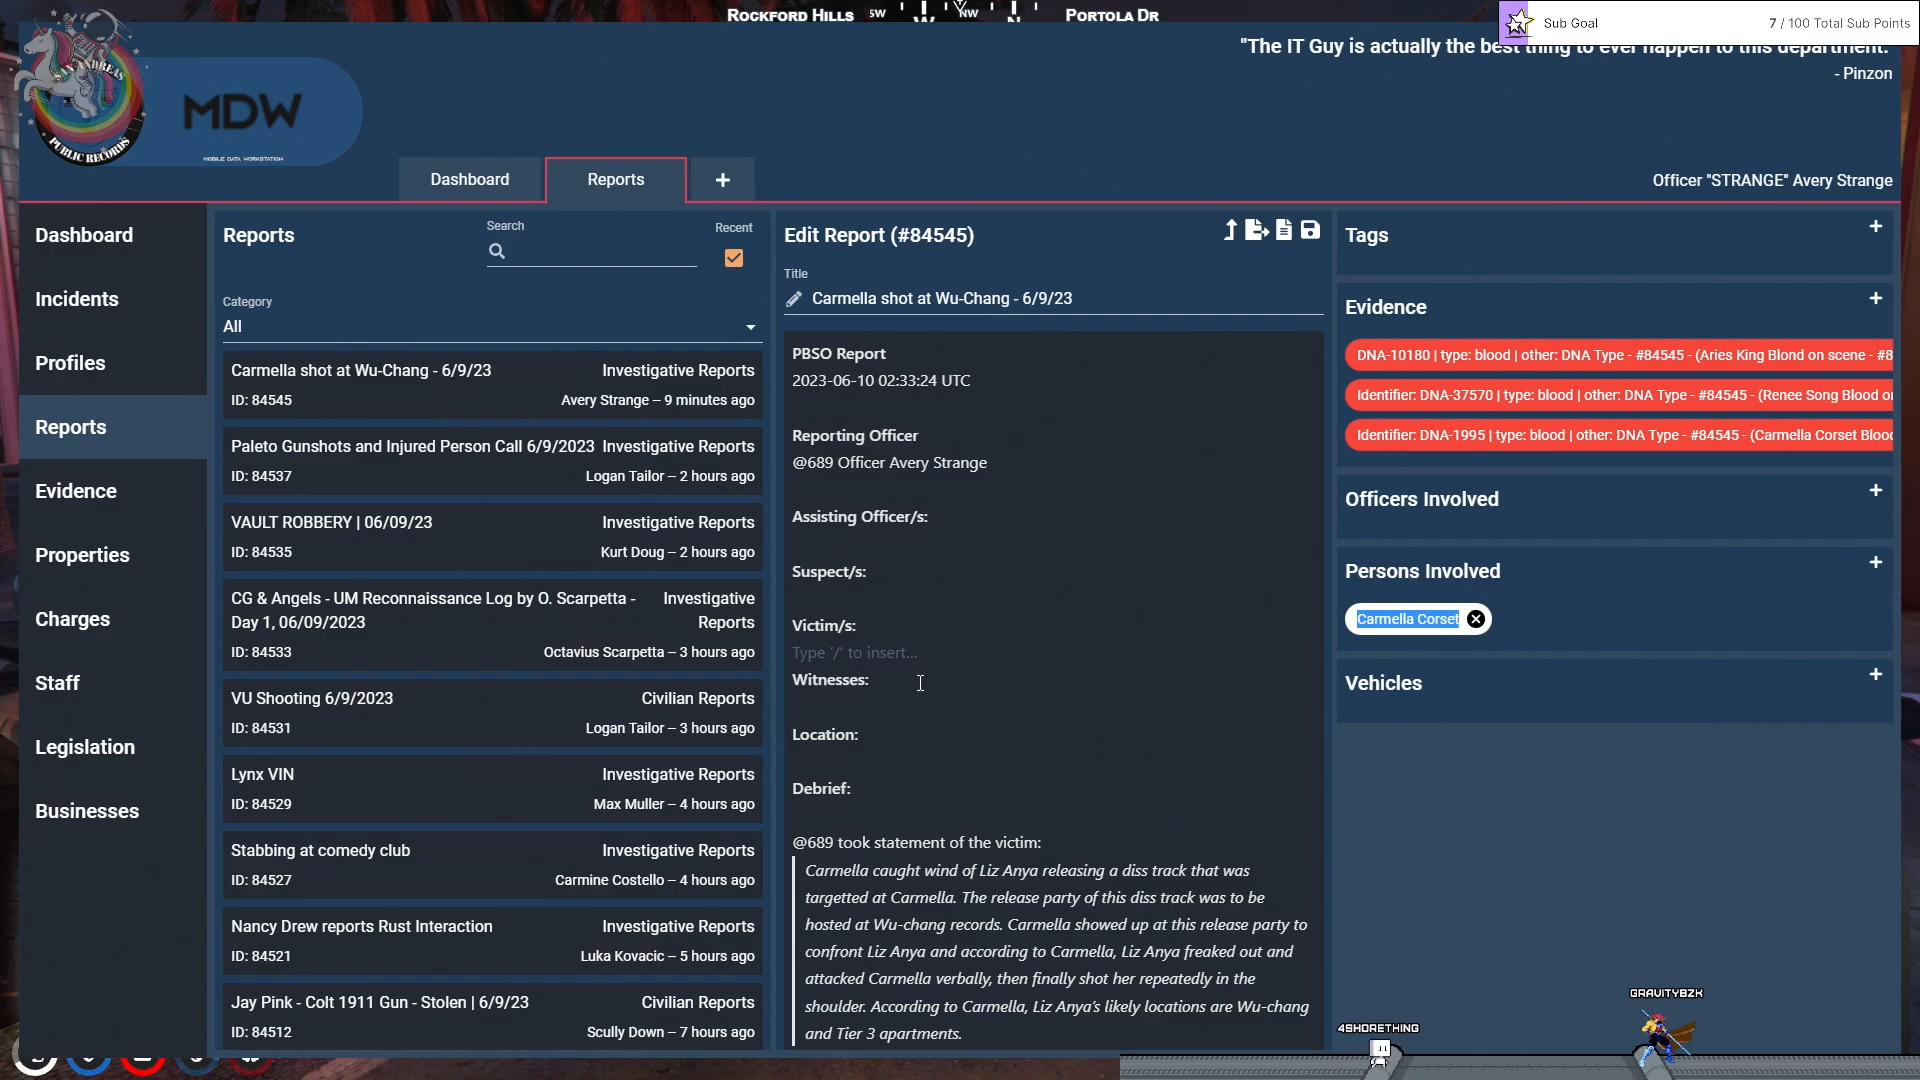 ROCKFORD HILLS
SW
W
NW
N
PORTOLA DR
Sub Goal
7 / 100 Total Sub Points
"The IT Guy is actually the best thing to ever happen to this department."
- Pinzon
SAN ANDREAS
PUBLIC RECORDS
MDW
MOBILE DATA WORKSTATION
Dashboard
Reports
+
Officer "STRANGE" Avery Strange
Dashboard
Incidents
Profiles
Reports
Evidence
Properties
Charges
Staff
Legislation
Businesses
Reports
Search
Recent
Category
All
Carmella shot at Wu-Chang - 6/9/23
Investigative Reports
ID: 84545
Avery Strange – 9 minutes ago
Paleto Gunshots and Injured Person Call 6/9/2023
Investigative Reports
ID: 84537
Logan Tailor – 2 hours ago
VAULT ROBBERY | 06/09/23
Investigative Reports
ID: 84535
Kurt Doug – 2 hours ago
CG & Angels - UM Reconnaissance Log by O. Scarpetta -
Day 1, 06/09/2023
Investigative
Reports
ID: 84533
Octavius Scarpetta – 3 hours ago
VU Shooting 6/9/2023
Civilian Reports
ID: 84531
Logan Tailor – 3 hours ago
Lynx VIN
Investigative Reports
ID: 84529
Max Muller – 4 hours ago
Stabbing at comedy club
Investigative Reports
ID: 84527
Carmine Costello – 4 hours ago
Nancy Drew reports Rust Interaction
Investigative Reports
ID: 84521
Luka Kovacic – 5 hours ago
Jay Pink - Colt 1911 Gun - Stolen | 6/9/23
Civilian Reports
ID: 84512
Scully Down – 7 hours ago
Edit Report (#84545)
Title
Carmella shot at Wu-Chang - 6/9/23
PBSO Report
2023-06-10 02:33:24 UTC
Reporting Officer
@689 Officer Avery Strange
Assisting Officer/s:
Suspect/s:
Victim/s:
Type '/' to insert...
Witnesses:
Location:
Debrief:
@689 took statement of the victim:
Carmella caught wind of Liz Anya releasing a diss track that was
targetted at Carmella. The release party of this diss track was to be
hosted at Wu-chang records. Carmella showed up at this release party to
confront Liz Anya and according to Carmella, Liz Anya freaked out and
attacked Carmella verbally, then finally shot her repeatedly in the
shoulder. According to Carmella, Liz Anya's likely locations are Wu-chang
and Tier 3 apartments.
Tags
+
Evidence
+
DNA-10180 | type: blood | other: DNA Type - #84545 - (Aries King Blond on scene - #8
Identifier: DNA-37570 | type: blood | other: DNA Type - #84545 - (Renee Song Blood o
Identifier: DNA-1995 | type: blood | other: DNA Type - #84545 - (Carmella Corset Blood
Officers Involved
+
Persons Involved
+
Carmella Corset
Vehicles
+
GRAVITYBZK
4SHORETHING